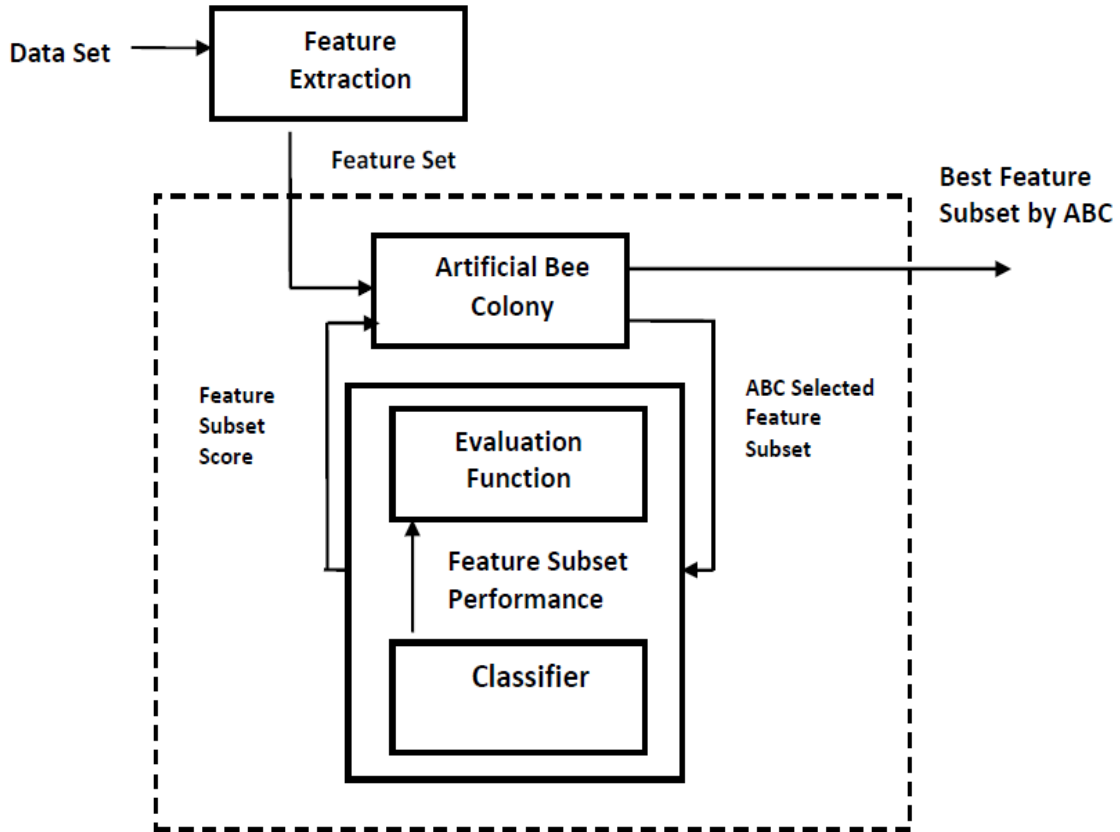 Data Set
Feature
Extraction
Feature Set
Best Feature
Subset by ABC
Artificial Bee
Colony
Feature
Subset
Score
ABC Selected
Feature
Subset
Evaluation
Function
Feature Subset
Performance
Classifier